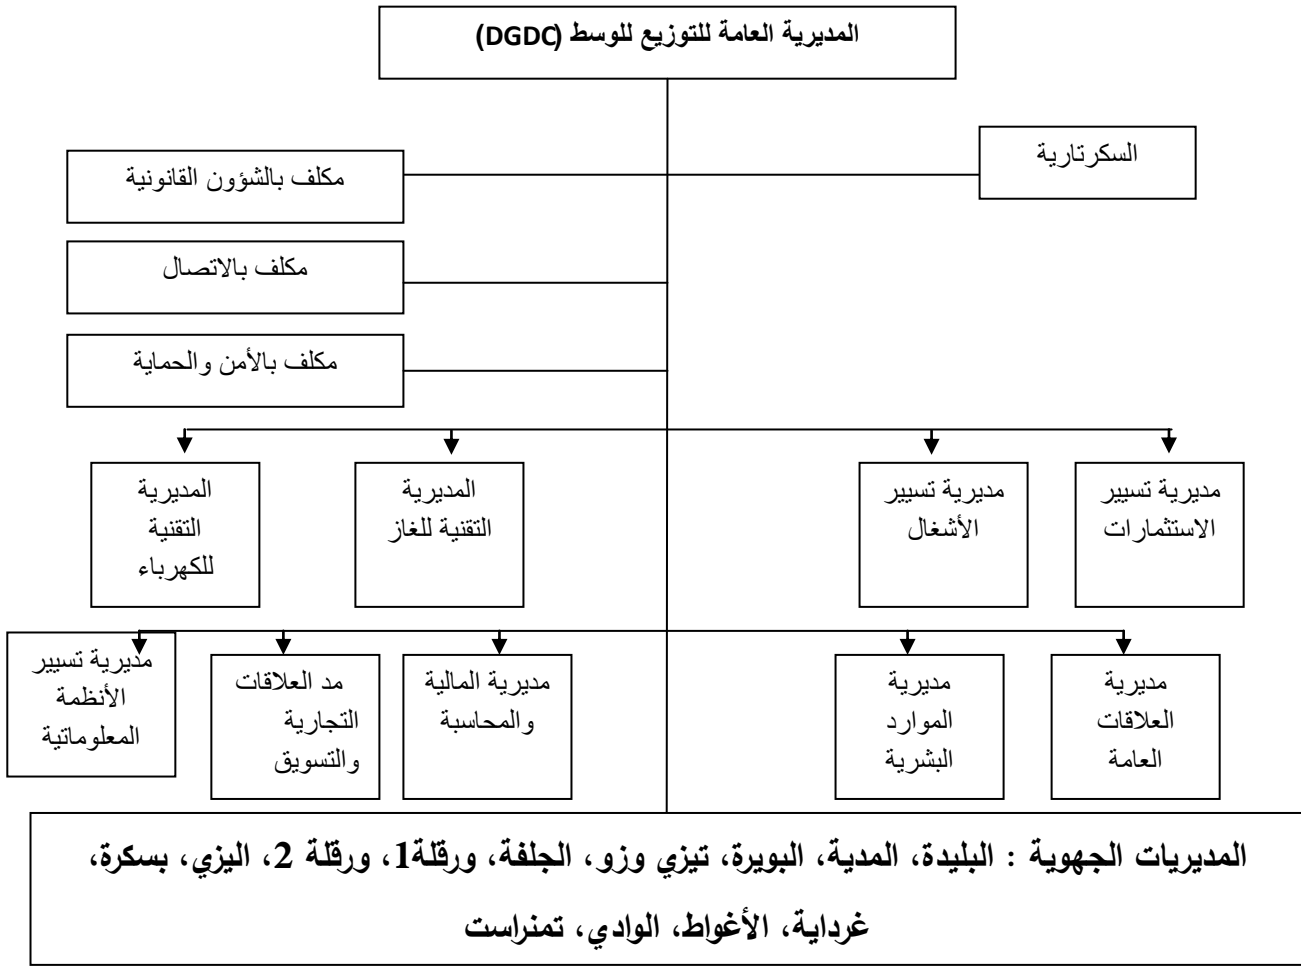 المديرية العامة للتوزيع للوسط (DGDC)
السكرتارية
مكلف بالشؤون القانونية
مكلف بالاتصال
مكلف بالأمن والحماية
مديرية تسيير
الاستثمارات
مديرية تسيير
الأشغال
المديرية
التقنية للغاز
المديرية
التقنية
للكهرباء
مديرية
العلاقات
العامة
مديرية
الموارد
البشرية
مديرية المالية
والمحاسبة
مد العلاقات
التجارية
والتسويق
مديرية تسيير
الأنظمة
المعلوماتية
المديريات الجهوية : البليدة، المدية، البويرة، تيزي وزو، الجلفة، ورقلة1، ورقلة 2، اليزي، بسكرة،
غرداية، الأغواط، الوادي، تمنراست